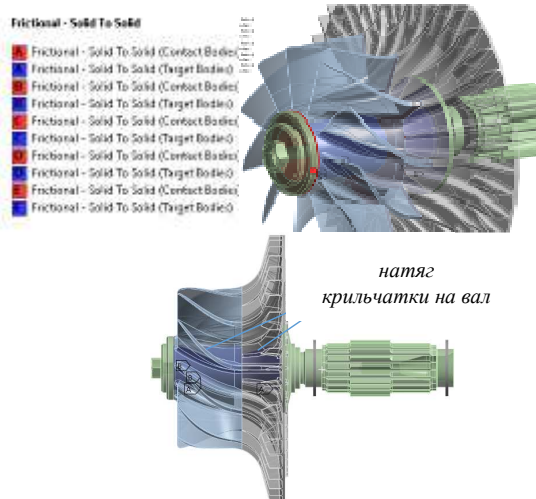 Frictional - Solid To Solid
A Frictional - Solid To Solid (Contact Bodies)
A Frictional - Solid To Solid (Target Bodies)
B Frictional - Solid To Solid (Contact Bodies)
B Frictional - Solid To Solid (Target Bodies)
C Frictional - Solid To Solid (Contact Bodies)
C Frictional - Solid To Solid (Target Bodies)
D Frictional - Solid To Solid (Contact Bodies)
D Frictional - Solid To Solid (Target Bodies)
E Frictional - Solid To Solid (Contact Bodies)
E Frictional - Solid To Solid (Target Bodies)
натяг
крильчатки на вал